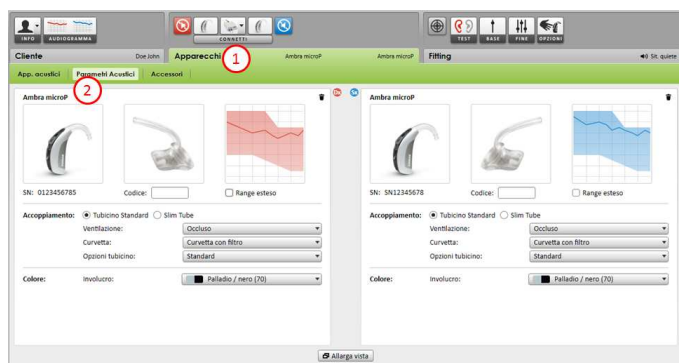 INFO AUDIOGRAMMA CONNETTI TEST BASE FINE OPZIONI
Cliente Doe John Apparecchi 1 Ambra microP Ambra microP Fitting Sit. quiete
App. acustici Parametri Acustici Accessori
2
Ambra microP Dx Sn Ambra microP
SN: 0123456785 Codice: Range esteso SN: SN12345678 Codice: Range esteso
Accoppiamento: Tubicino Standard Slim Tube Accoppiamento: Tubicino Standard Slim Tube
Ventilazione: Occluso Ventilazione: Occluso
Curvetta: Curvetta con filtro Curvetta: Curvetta con filtro
Opzioni tubicino: Standard Opzioni tubicino: Standard
Colore: Involucro: Palladio / nero (70) Colore: Involucro: Palladio / nero (70)
Allarga vista